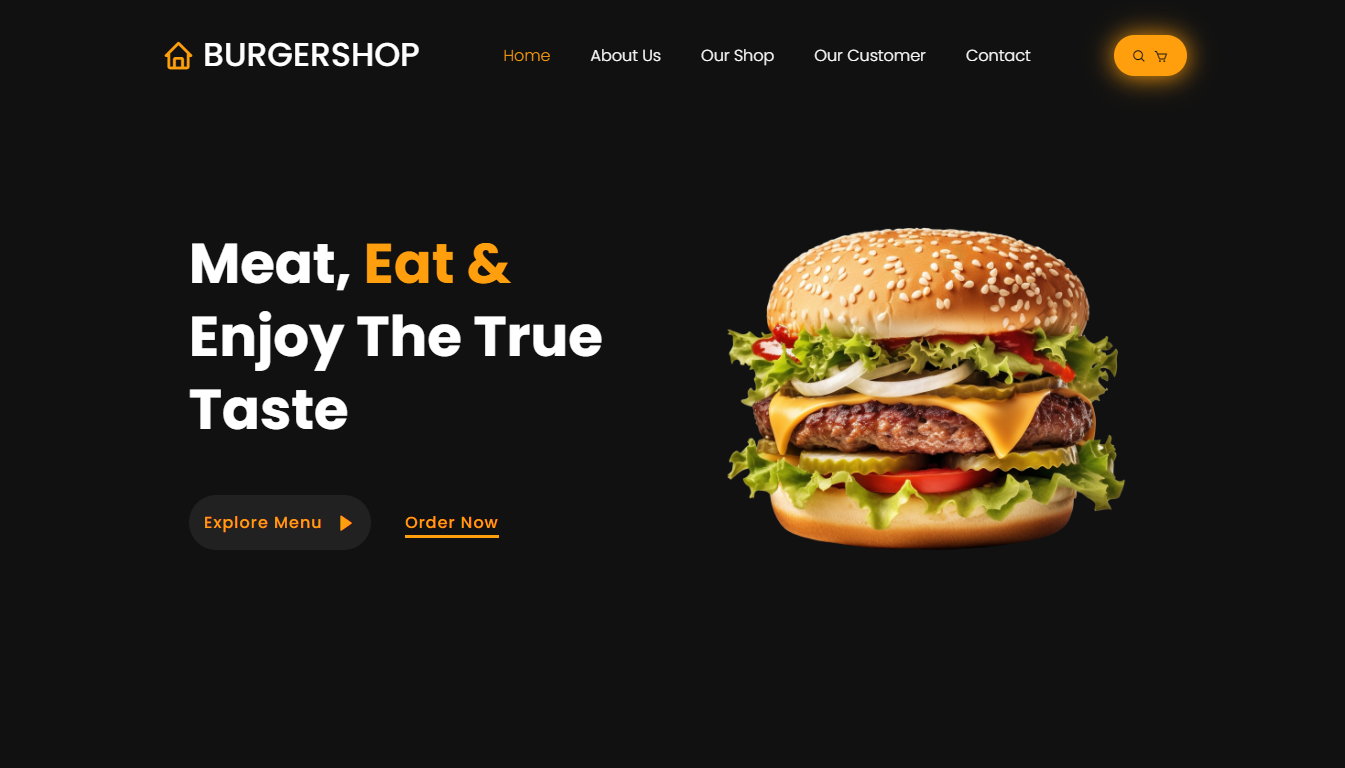 BURGERSHOP
Home
About Us
Our Shop
Our Customer
Contact
Meat, Eat &
Enjoy The True
Taste
Explore Menu
Order Now